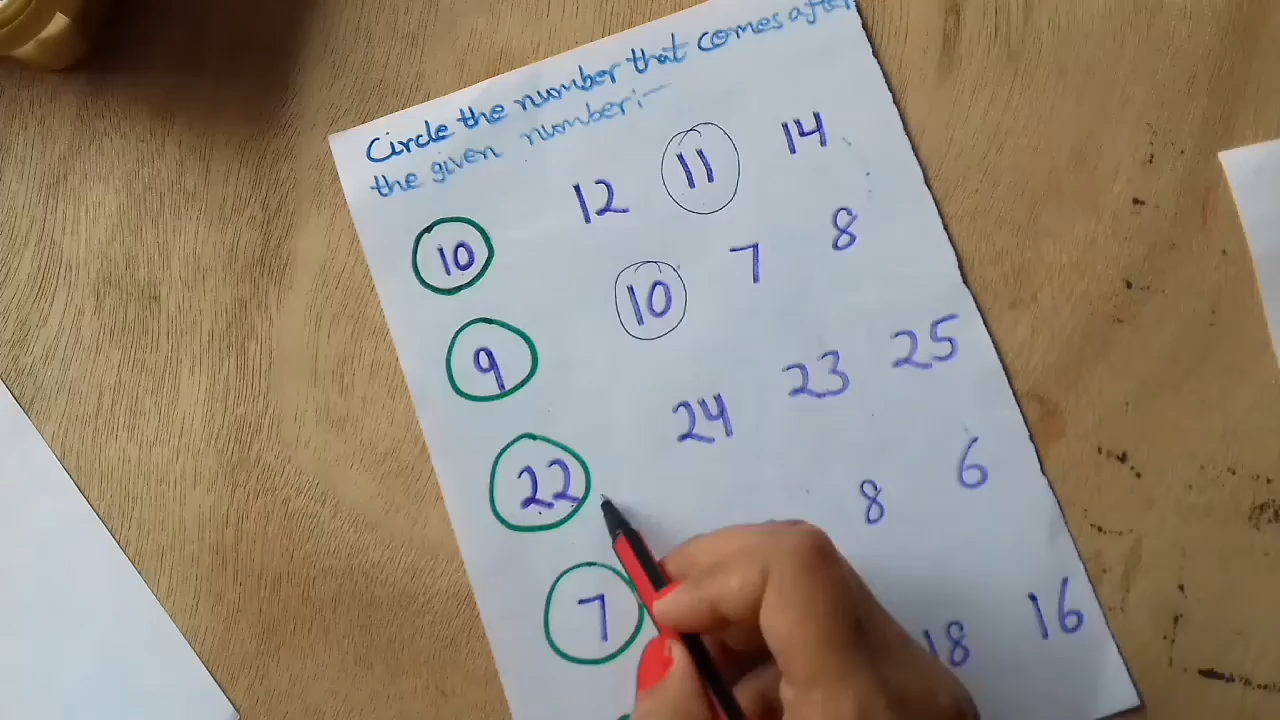 Circle the number that comes after
the given number:-
10 12 11 14
9 10 7 8
22 24 23 25
7 8 6
18 16